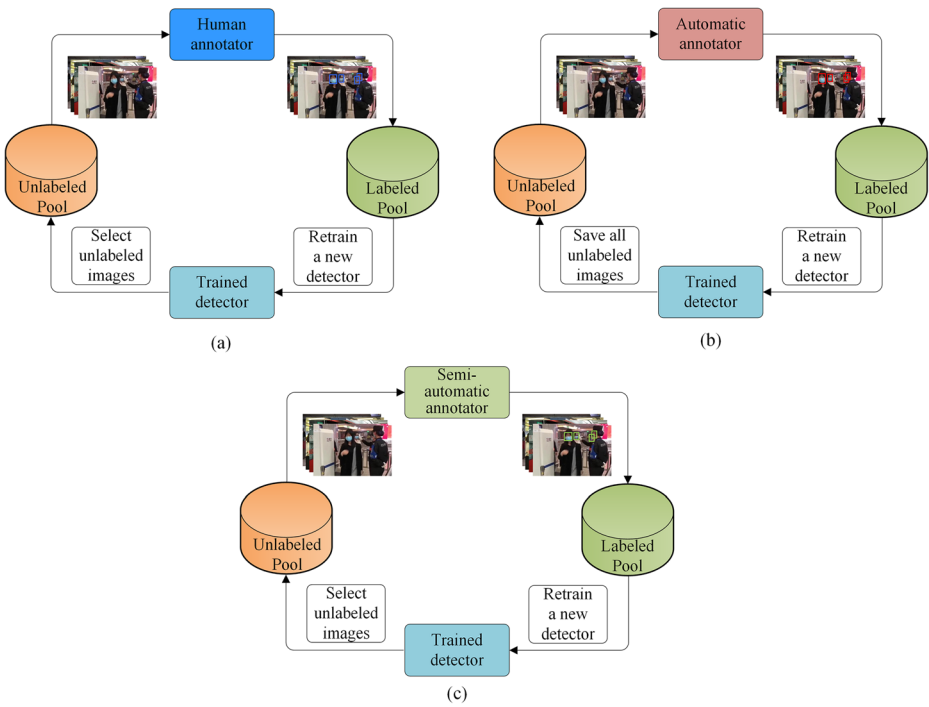 Human
annotator
Unlabeled
Pool
Labeled
Pool
Select
unlabeled
images
Retrain
a new
detector
Trained
detector
(a)
Automatic
annotator
Unlabeled
Pool
Labeled
Pool
Save all
unlabeled
images
Retrain
a new
detector
Trained
detector
(b)
Semi-
automatic
annotator
Unlabeled
Pool
Labeled
Pool
Select
unlabeled
images
Retrain
a new
detector
Trained
detector
(c)